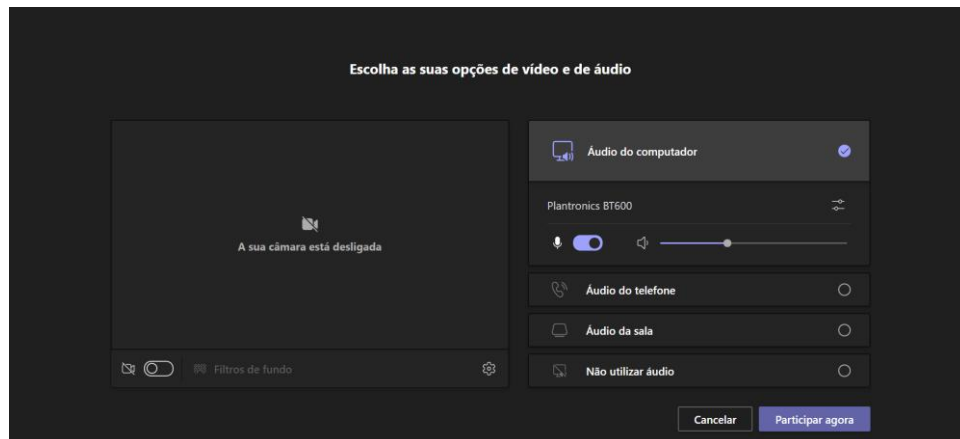 Escolha as suas opções de vídeo e de áudio
A sua câmara está desligada
Filtros de fundo
Áudio do computador
Plantronics BT600
Áudio do telefone
Áudio da sala
Não utilizar áudio
Cancelar
Participar agora